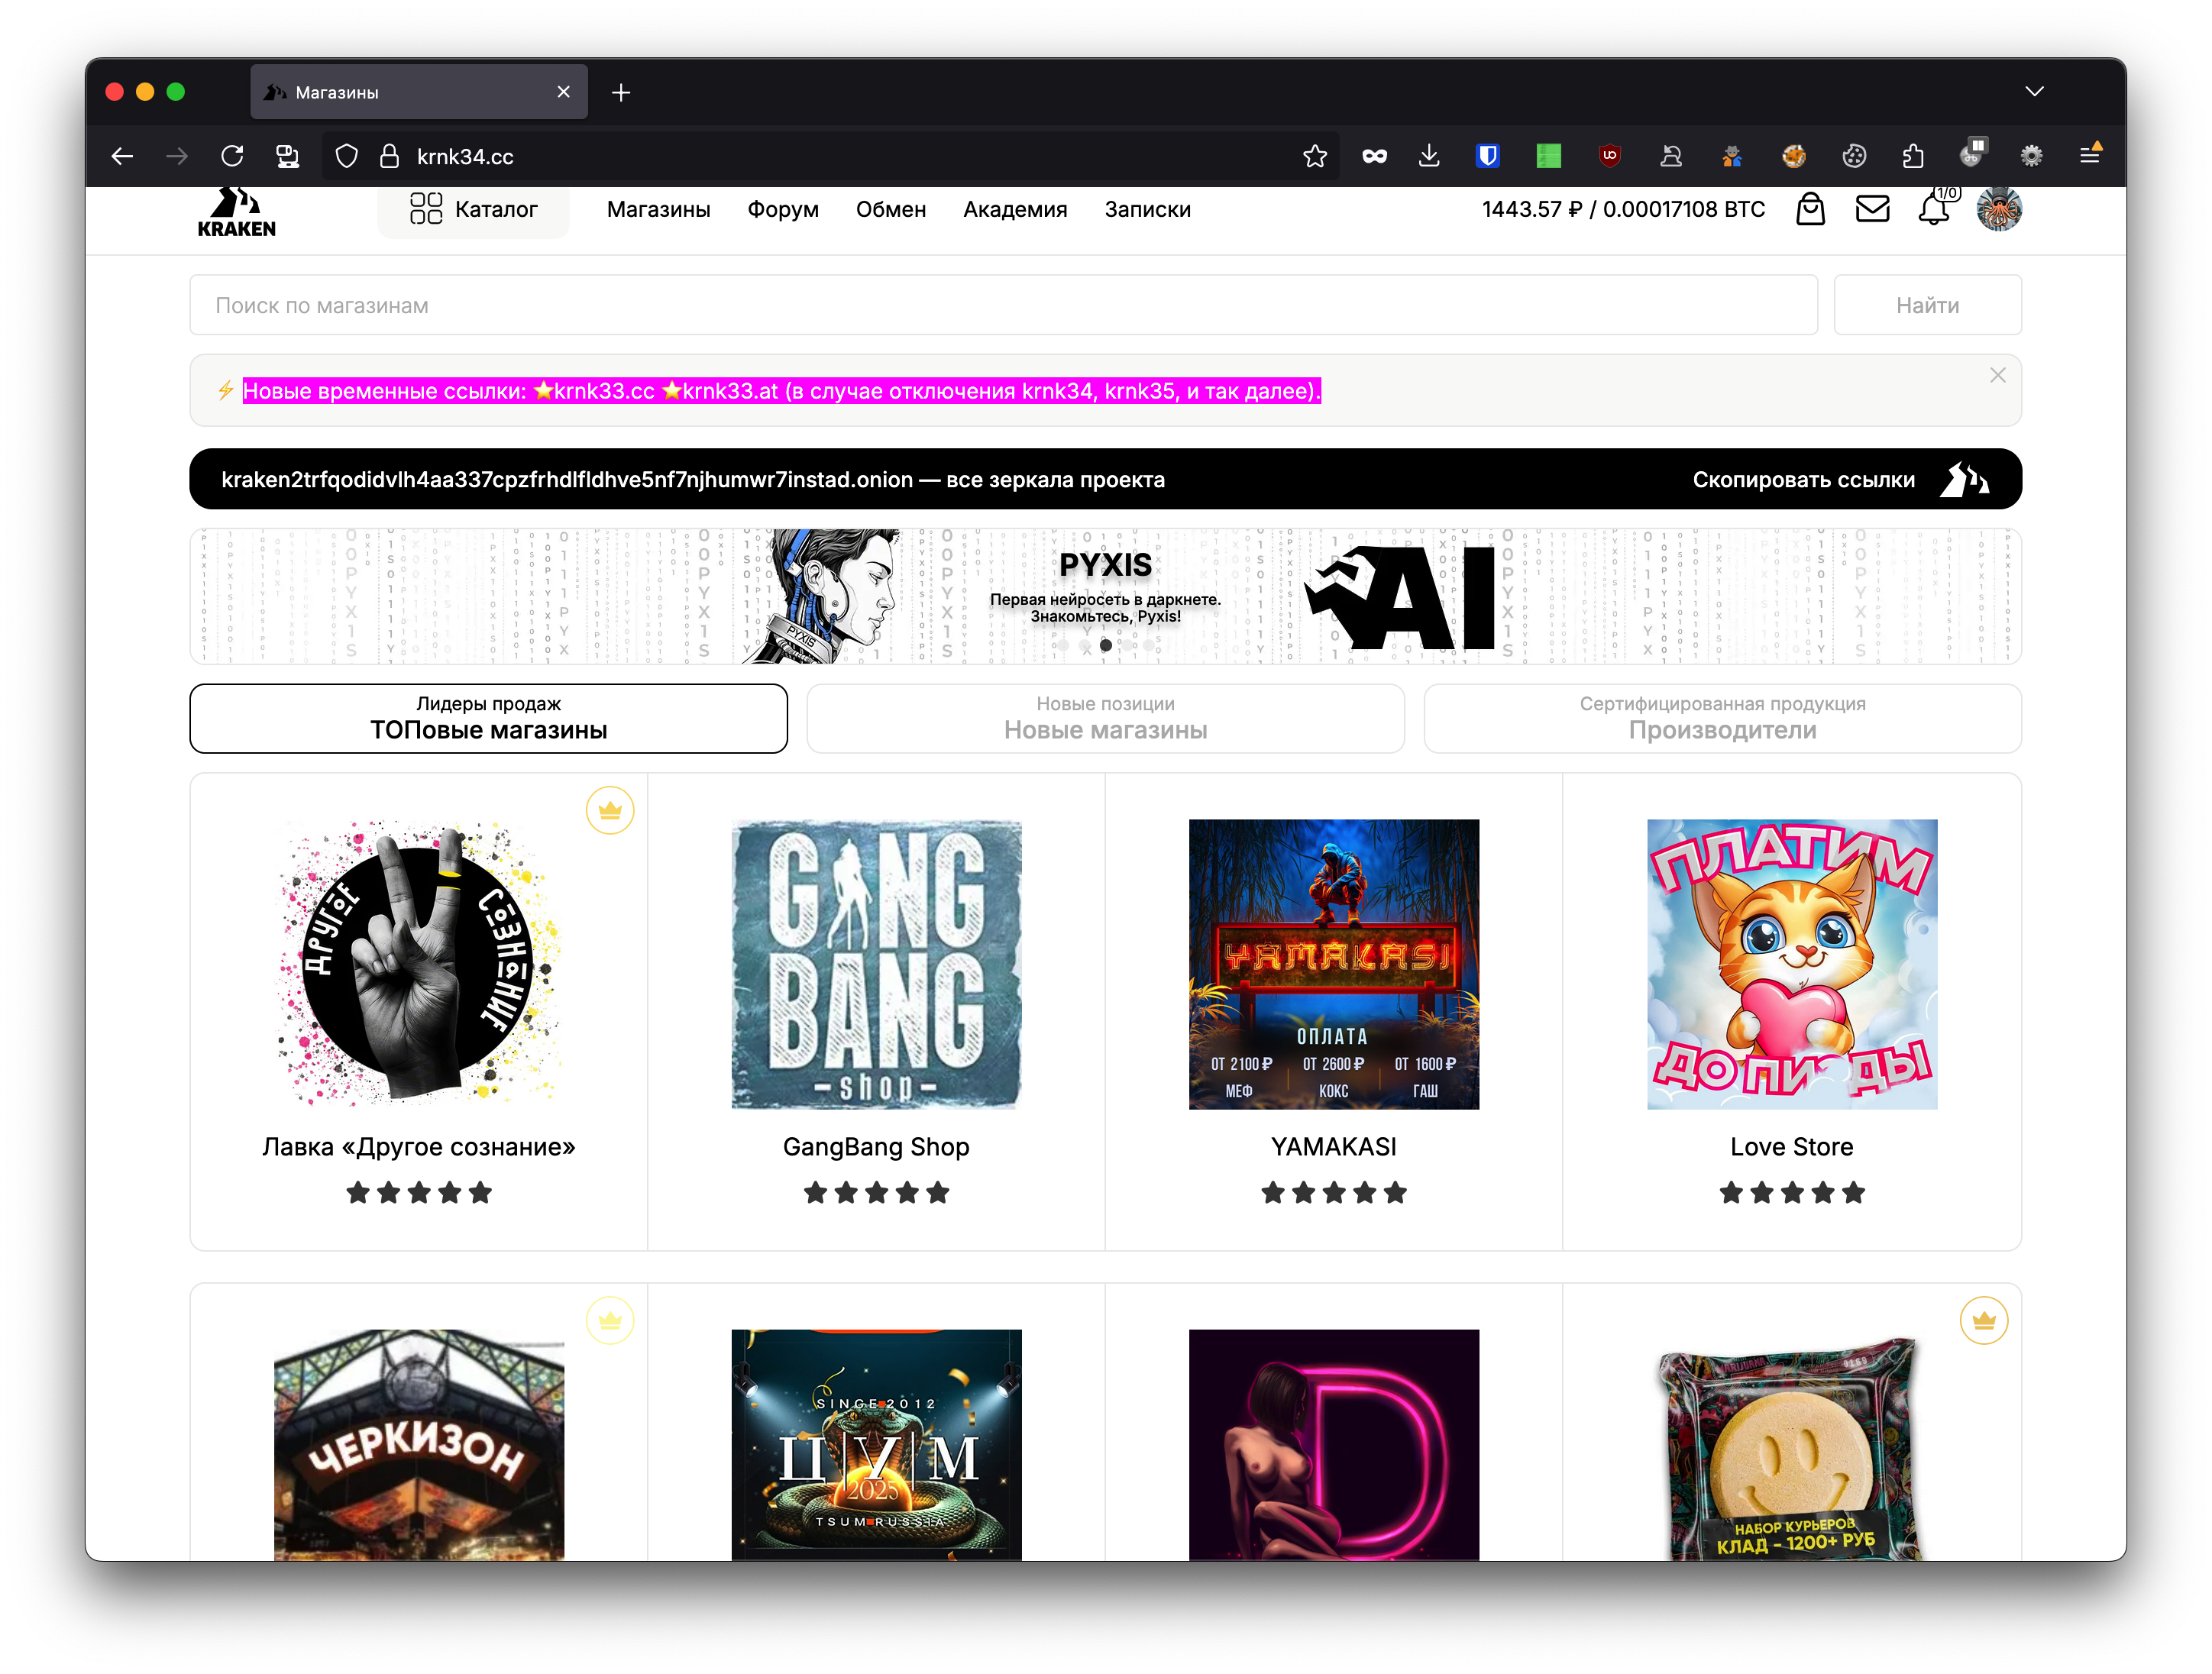 Магазины
krnk34.cc
KRAKEN
Каталог
Магазины
Форум
Обмен
Академия
Записки
1443.57 ₽ / 0.00017108 BTC
1/0
Поиск по магазинам
Найти
⚡ Новые временные ссылки: ⭐krnk33.cc ⭐krnk33.at (в случае отключения krnk34, krnk35, и так далее).
kraken2trfqodidvlh4aa337cpzfrhdlfldhve5nf7njhumwr7instad.onion — все зеркала проекта
Скопировать ссылки
PYXIS
PYXIS
Первая нейросеть в даркнете.
Знакомьтесь, Pyxis!
AI
Лидеры продаж
ТОПовые магазины
Новые позиции
Новые магазины
Сертифицированная продукция
Производители
ДРУГОЕ
СОЗНАНИЕ
GANG
BANG
shop
YAMAKASI
ОПЛАТА
ОТ 2100 ₽
ОТ 2600 ₽
ОТ 1600 ₽
МЕФ
КОКС
ГАШ
ПЛАТИМ
ДО
Лавка «Другое сознание»
GangBang Shop
YAMAKASI
Love Store
ЧЕРКИЗОН
SINCE 2012
Ц|У|М
2025
TSUM RUSSIA
D
MARIJUANA
НАБОР КУРЬЕРОВ
КЛАД - 1200+ РУБ